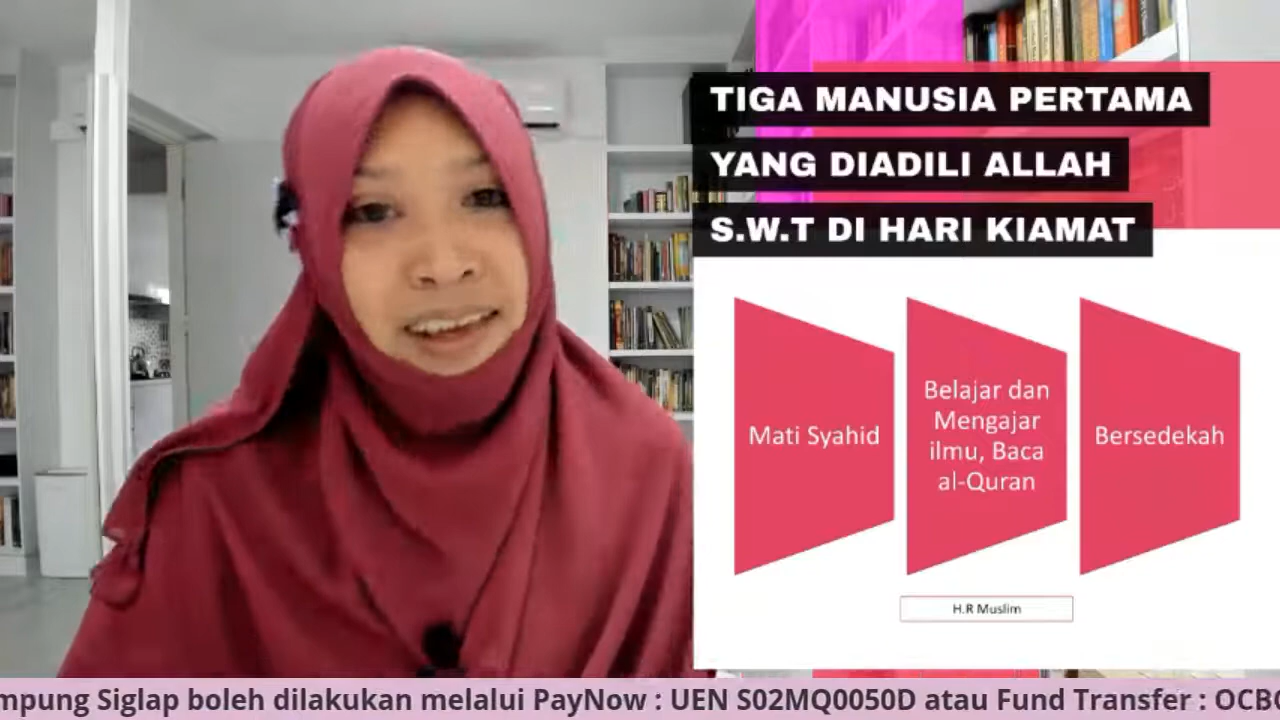 TIGA MANUSIA PERTAMA
YANG DIADILI ALLAH
S.W.T DI HARI KIAMAT
Mati Syahid
Belajar dan
Mengajar
ilmu, Baca
al-Quran
Bersedekah
H.R Muslim
mpung Siglap boleh dilakukan melalui PayNow : UEN S02MQ0050D atau Fund Transfer : OCBC